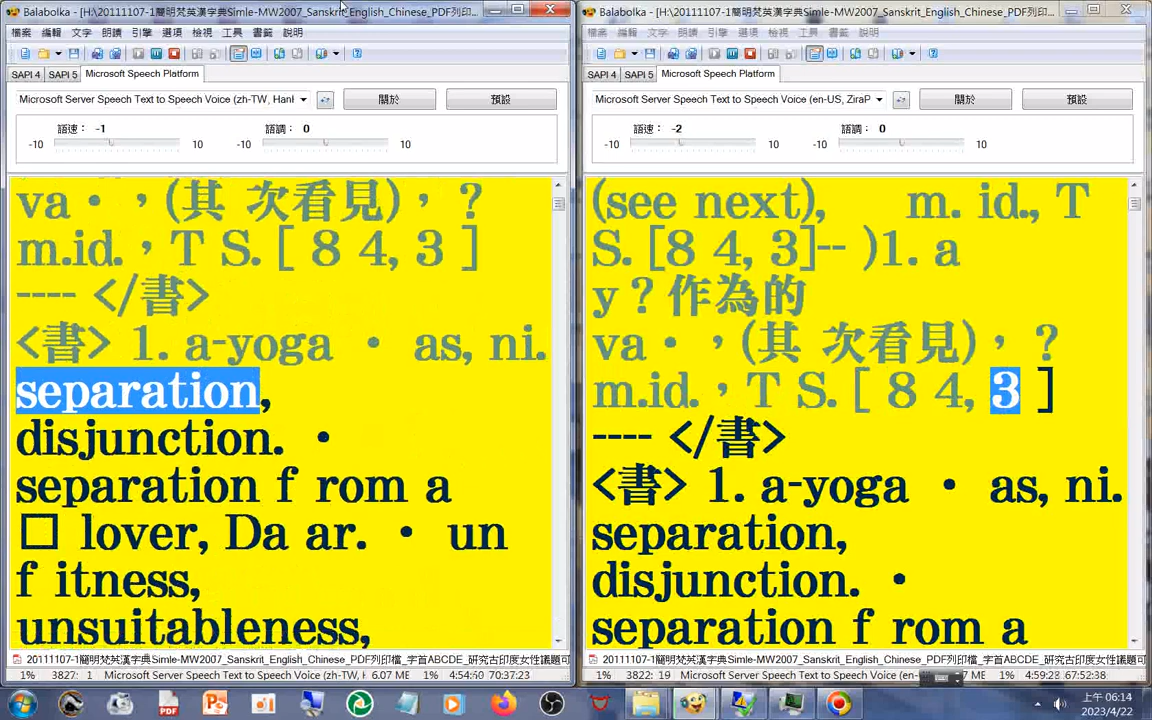 Balabolka - [H:\20111107-1簡明梵英漢字典Simle-MW2007_Sanskrit_English_Chinese_PDF列印...
檔案 編輯 文字 朗讀 引擎 選項 檢視 工具 書籤 說明
SAPI 4 SAPI 5 Microsoft Speech Platform
Microsoft Server Speech Text to Speech Voice (zh-TW, HanH
關於 預設
語速： -1 語調： 0
-10 10 -10 10
va • ，(其 次看見)，？
m.id.，T S. [ 8 4, 3 ]
---- </書>
<書> 1. a-yoga • as, ni.
separation,
disjunction. •
separation f rom a
□ lover, Da ar. • un
f itness,
unsuitableness,
20111107-1簡明梵英漢字典Simle-MW2007_Sanskrit_English_Chinese_PDF列印檔_字首ABCDE_研究古印度女性議題可
1% 3827: 1 Microsoft Server Speech Text to Speech Voice (zh-TW, 6.07 ME 1% 4:54:40 70:37:23
Balabolka - [H:\20111107-1簡明梵英漢字典Simle-MW2007_Sanskrit_English_Chinese_PDF列印...
檔案 編輯 文字 朗讀 引擎 選項 檢視 工具 書籤 說明
SAPI 4 SAPI 5 Microsoft Speech Platform
Microsoft Server Speech Text to Speech Voice (en-US, ZiraP
關於 預設
語速： -2 語調： 0
-10 10 -10 10
(see next), m. id., T
S. [8 4, 3]-- )1. a
y？作為的
va • ，(其 次看見)，？
m.id.，T S. [ 8 4, 3 ]
---- </書>
<書> 1. a-yoga • as, ni.
separation,
disjunction. •
separation f rom a
20111107-1簡明梵英漢字典Simle-MW2007_Sanskrit_English_Chinese_PDF列印檔_字首ABCDE_研究古印度女性議題可
1% 3822: 19 Microsoft Server Speech Text to Speech Voice (en-U ME 1% 4:59:28 67:52:38
上午 06:14
2023/4/22